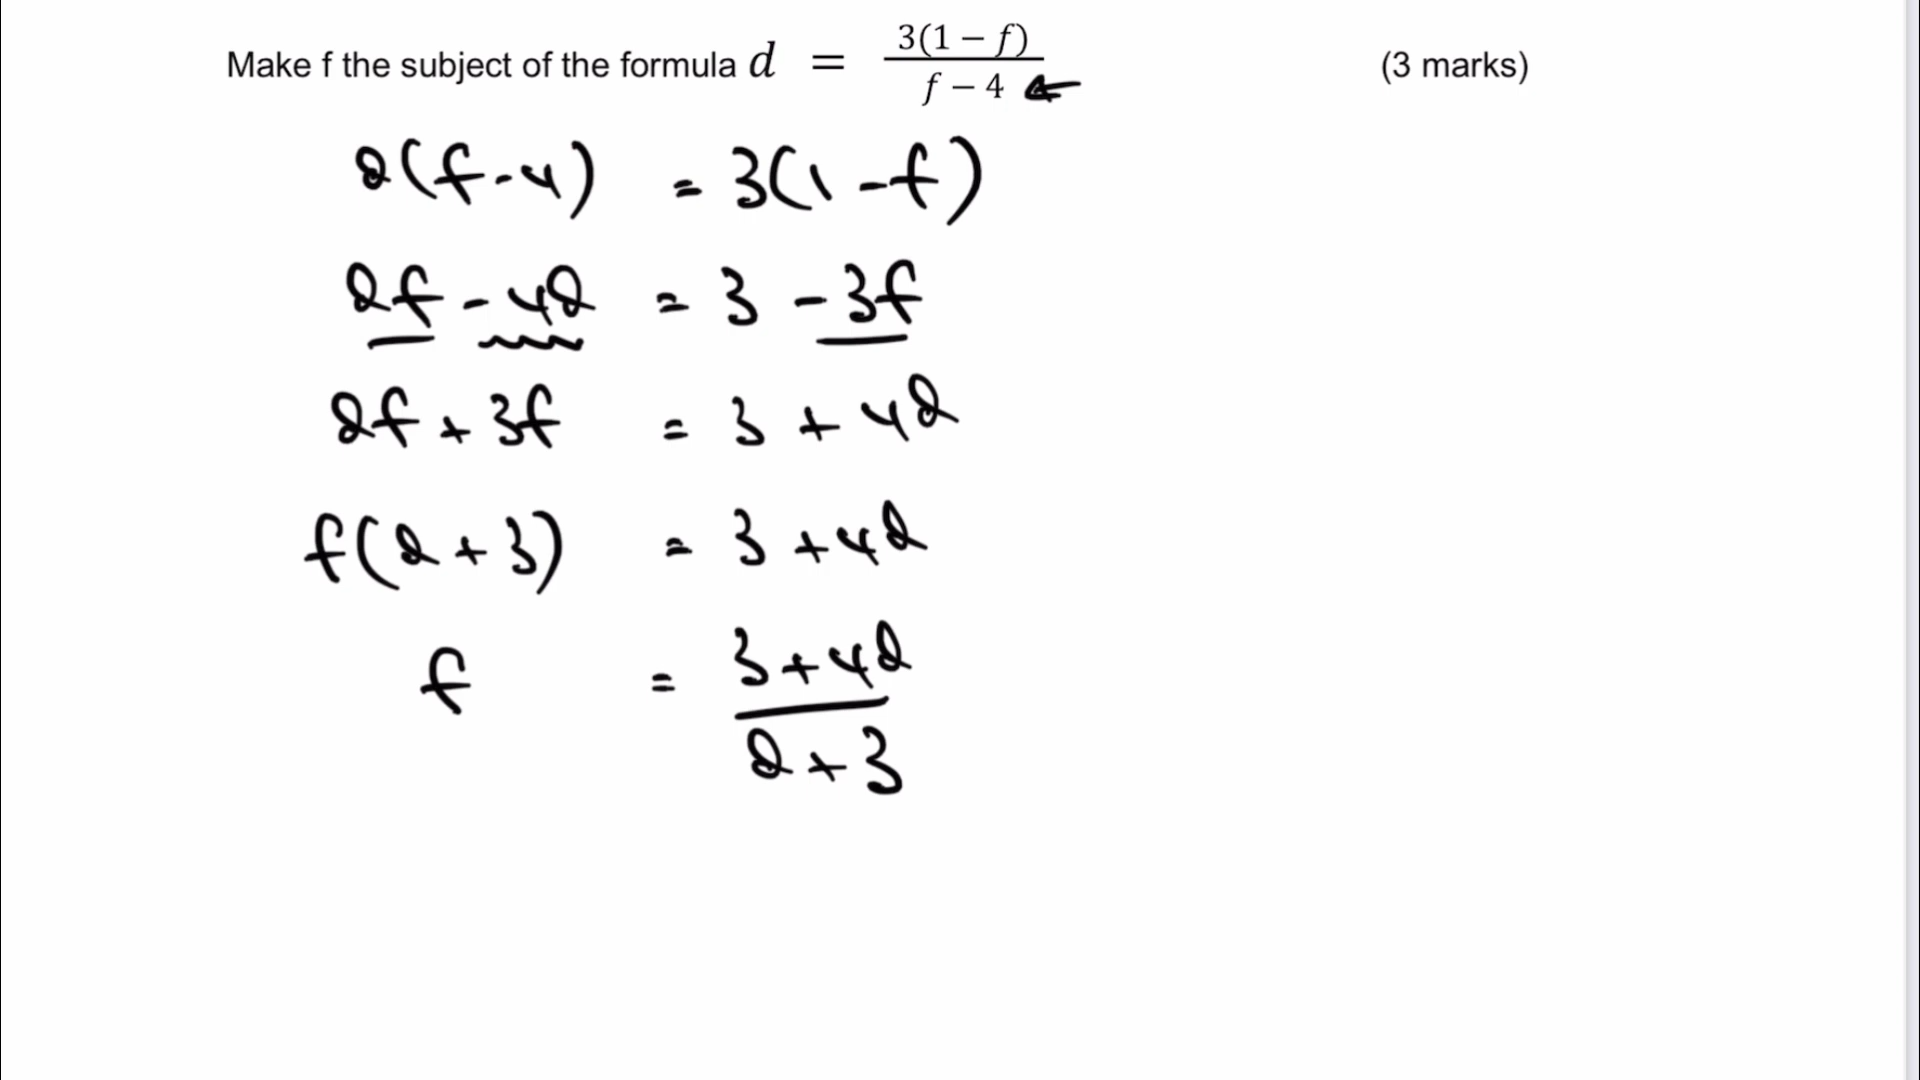 Make f the subject of the formula d = 3(1 − f) / f − 4 (3 marks)
d(f-4) = 3(1-f)
df - 4d = 3 - 3f
df + 3f = 3 + 4d
f(d + 3) = 3 + 4d
f = 3 + 4d / d + 3